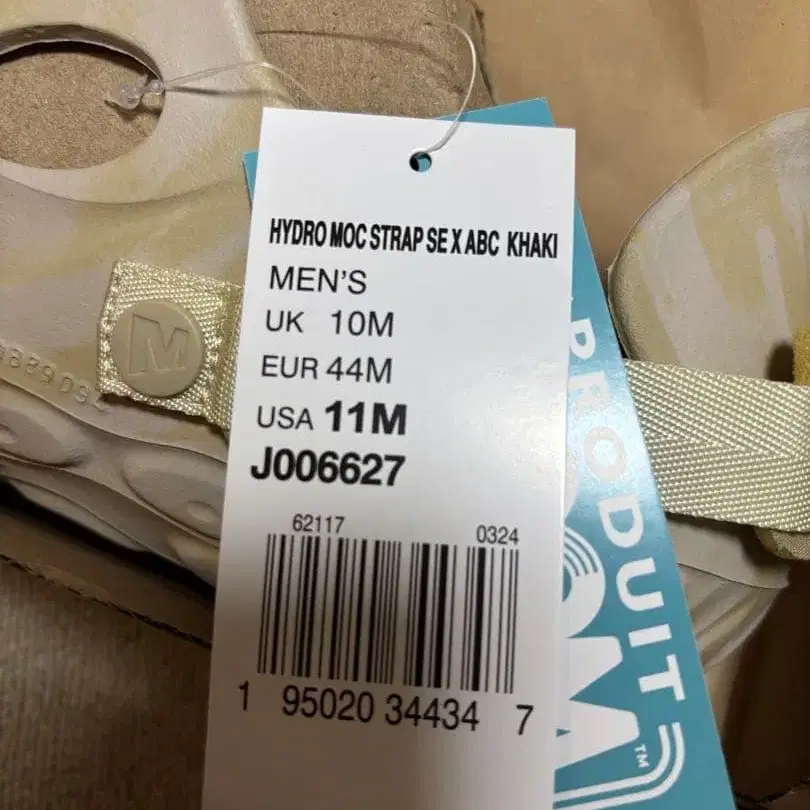 HYDRO MOC STRAP SE X ABC KHAKI
MEN'S
UK 10M
EUR 44M
USA 11M
J006627
62117 0324
1 95020 34434 7
M
PRODUIT
TM